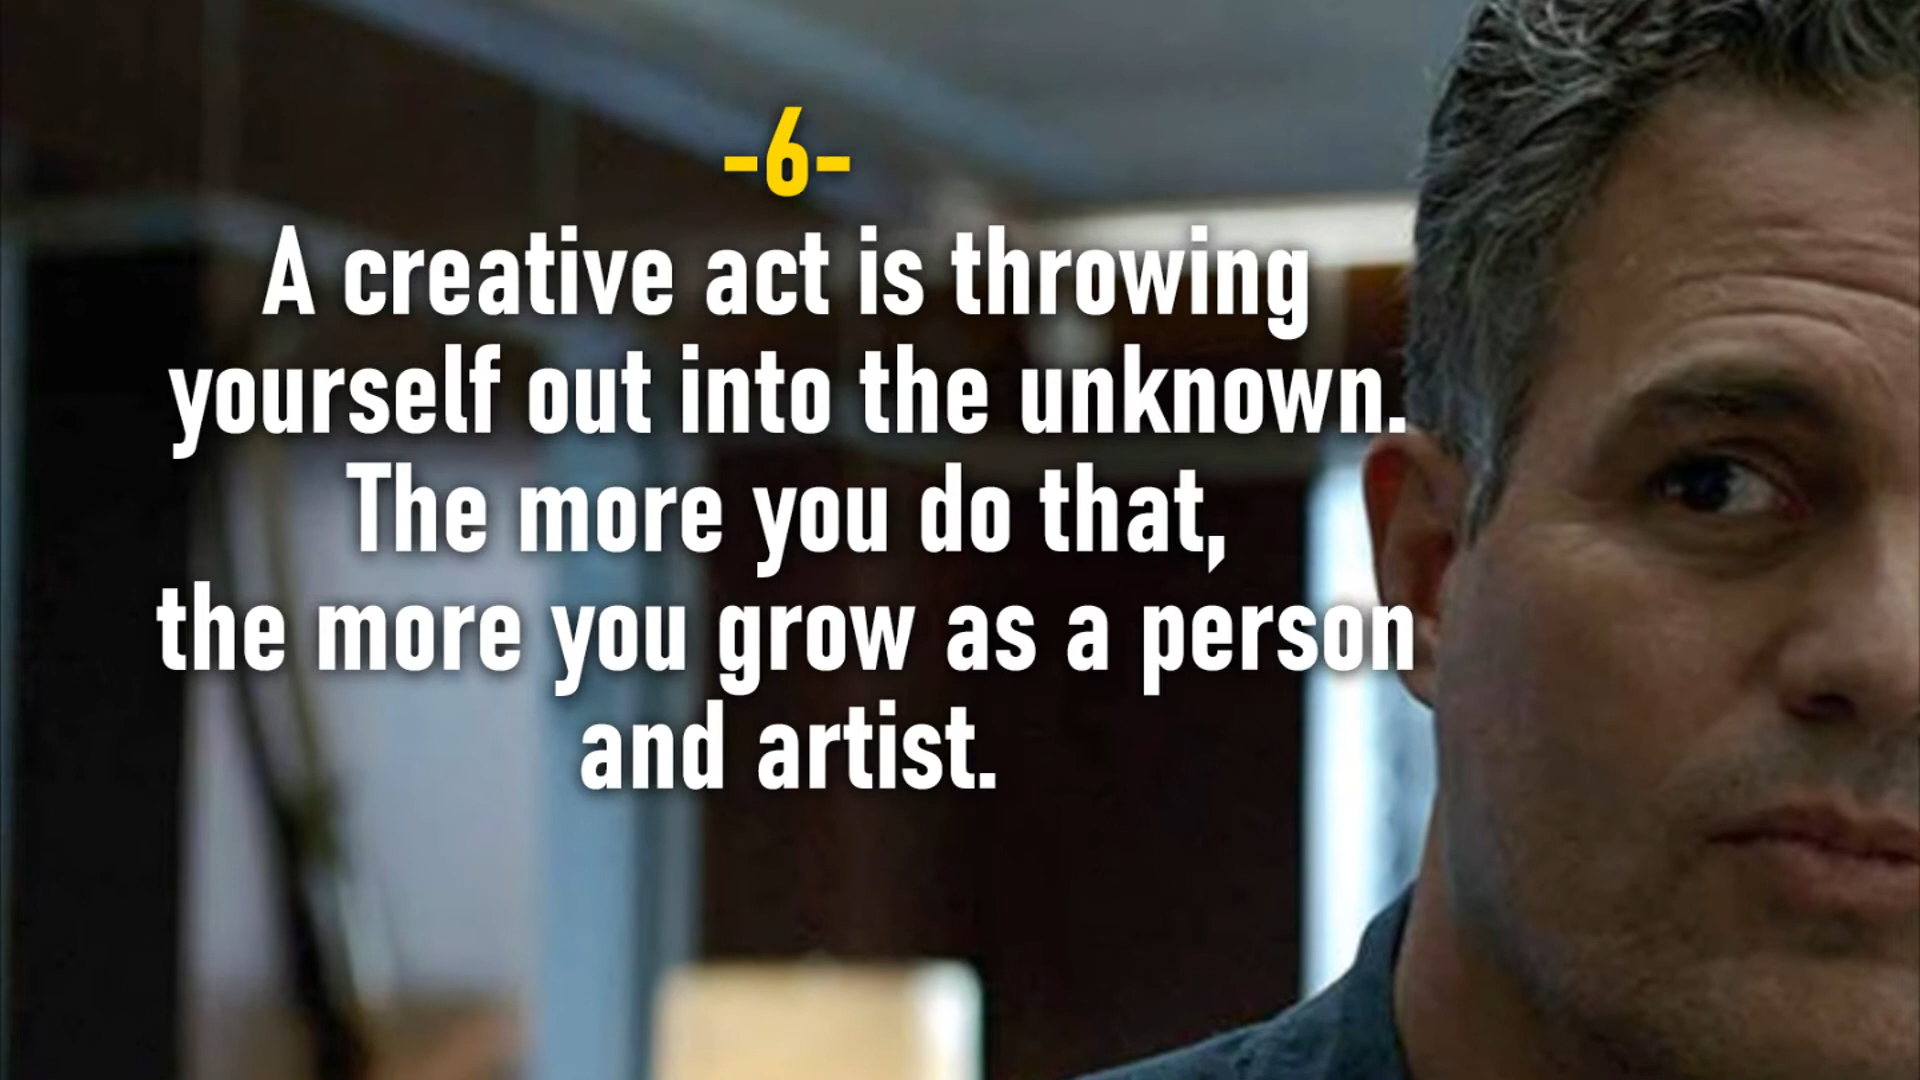 -6-
A creative act is throwing
yourself out into the unknown.
The more you do that,
the more you grow as a person
and artist.